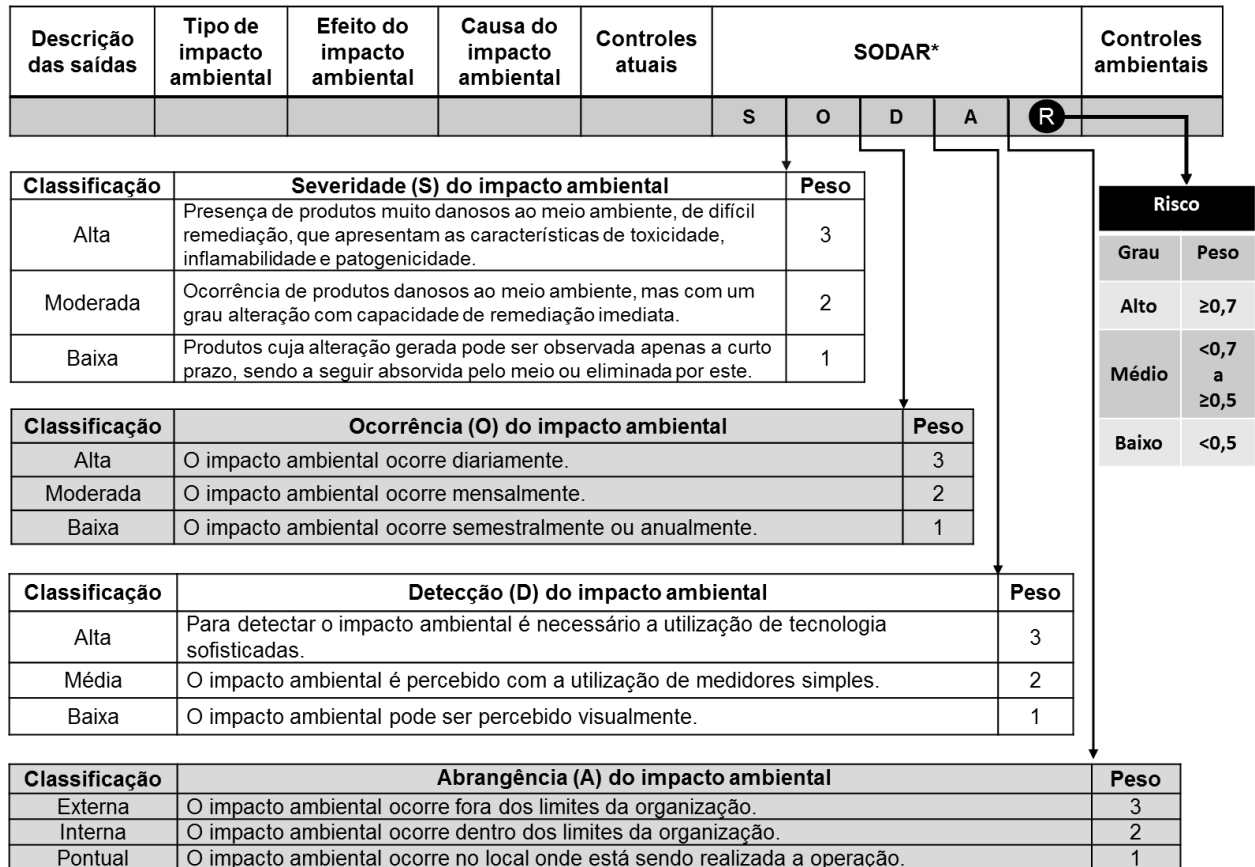 Descrição das saídas
Tipo de impacto ambiental
Efeito do impacto ambiental
Causa do impacto ambiental
Controles atuais
SODAR*
Controles ambientais
S O D A R
Classificação Severidade (S) do impacto ambiental Peso
Alta
Presença de produtos muito danosos ao meio ambiente, de difícil
remediação, que apresentam as características de toxicidade,
inflamabilidade e patogenicidade.
3
Moderada
Ocorrência de produtos danosos ao meio ambiente, mas com um
grau alteração com capacidade de remediação imediata.
2
Baixa
Produtos cuja alteração gerada pode ser observada apenas a curto
prazo, sendo a seguir absorvida pelo meio ou eliminada por este.
1
Risco
Grau Peso
Alto ≥0,7
Médio <0,7 a ≥0,5
Baixo <0,5
Classificação Ocorrência (O) do impacto ambiental Peso
Alta O impacto ambiental ocorre diariamente. 3
Moderada O impacto ambiental ocorre mensalmente. 2
Baixa O impacto ambiental ocorre semestralmente ou anualmente. 1
Classificação Detecção (D) do impacto ambiental Peso
Alta
Para detectar o impacto ambiental é necessário a utilização de tecnologia
sofisticadas.
3
Média O impacto ambiental é percebido com a utilização de medidores simples. 2
Baixa O impacto ambiental pode ser percebido visualmente. 1
Classificação Abrangência (A) do impacto ambiental Peso
Externa O impacto ambiental ocorre fora dos limites da organização. 3
Interna O impacto ambiental ocorre dentro dos limites da organização. 2
Pontual O impacto ambiental ocorre no local onde está sendo realizada a operação. 1